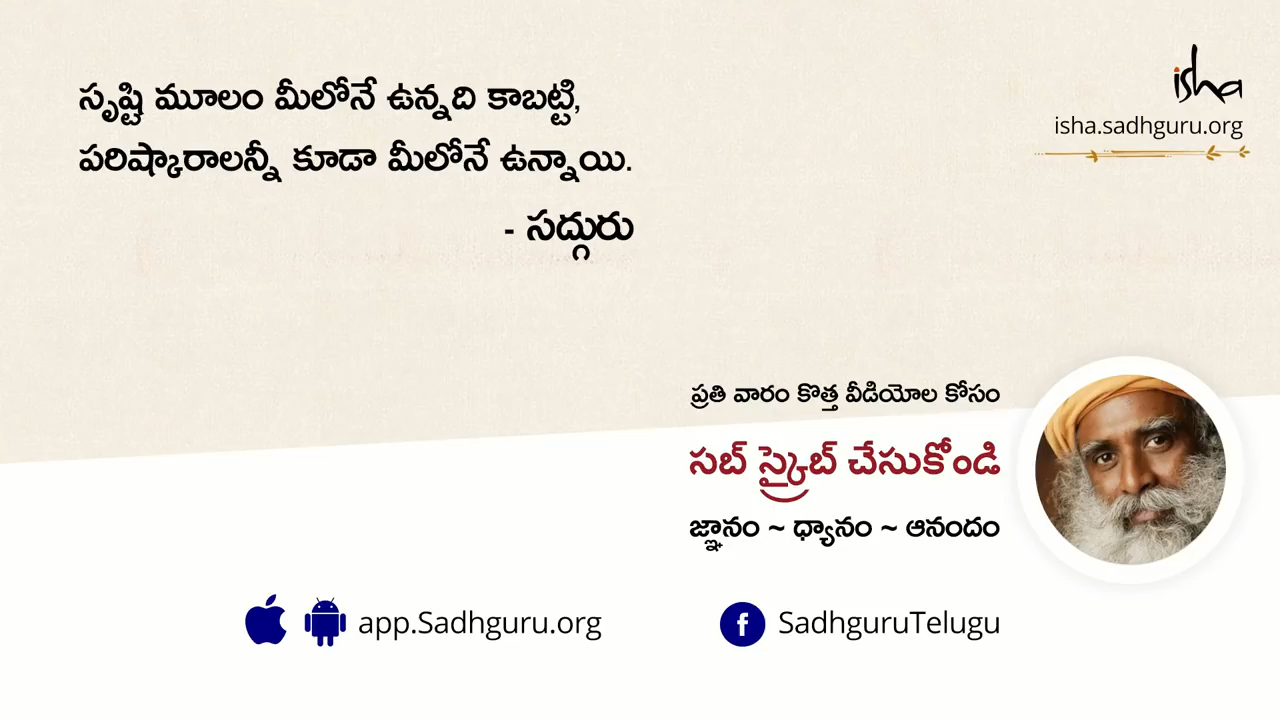 సృష్టి మూలం మీలోనే ఉన్నది కాబట్టి,
పరిష్కారాలన్నీ కూడా మీలోనే ఉన్నాయి.
- సద్గురు
isha
isha.sadhguru.org
ప్రతి వారం కొత్త వీడియోల కోసం
సబ్ స్క్రైబ్ చేసుకోండి
జ్ఞానం ~ ధ్యానం ~ ఆనందం
app.Sadhguru.org
SadhguruTelugu